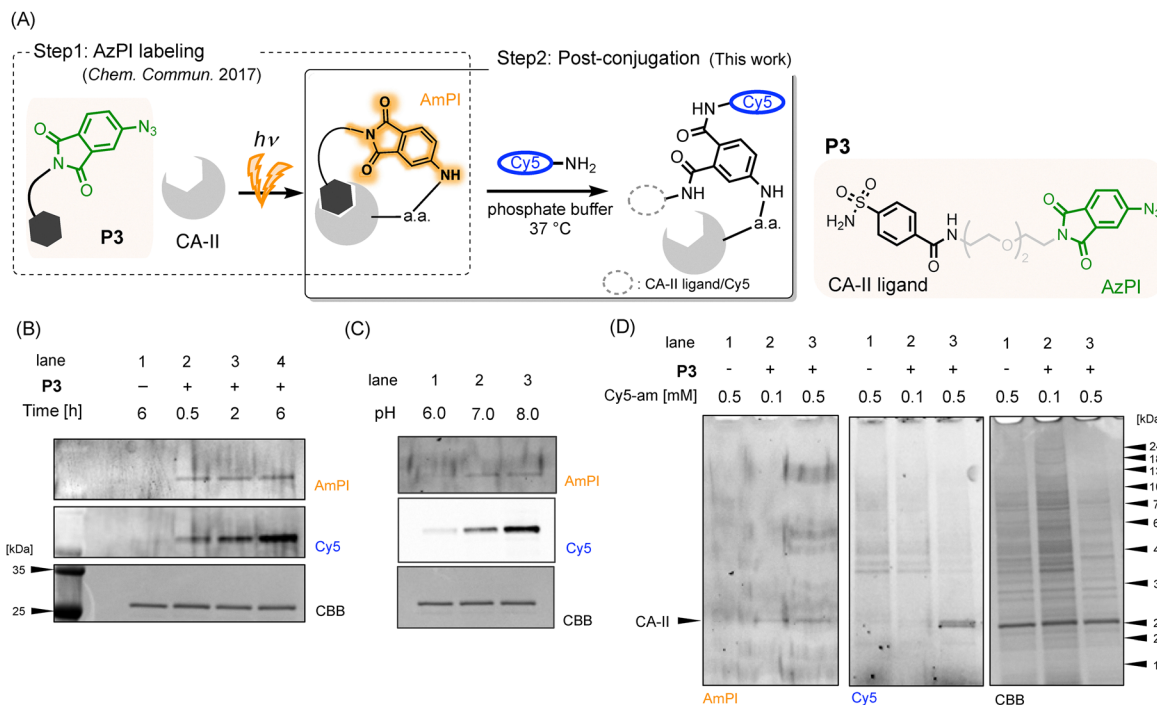 (A)
Step1: AzPI labeling
(Chem. Commun. 2017)
Step2: Post-conjugation (This work)
O
N
O
N3
P3
CA-II
hν
AmPI
O
N
O
NH
a.a.
Cy5 NH2
phosphate buffer
37 °C
HN Cy5
O
O
NH
NH
a.a.
: CA-II ligand/Cy5
P3
O
S
O
H2N
O
H
N
O
2
O
N
O
N3
CA-II ligand
AzPI
(B)
lane 1 2 3 4
P3 – + + +
Time [h] 6 0.5 2 6
AmPI
Cy5
[kDa]
35
25
CBB
(C)
lane 1 2 3
pH 6.0 7.0 8.0
AmPI
Cy5
CBB
(D)
lane 1 2 3 1 2 3 1 2 3
P3 - + + - + + - + +
Cy5-am [mM] 0.5 0.1 0.5 0.5 0.1 0.5 0.5 0.1 0.5
CA-II
AmPI
Cy5
CBB